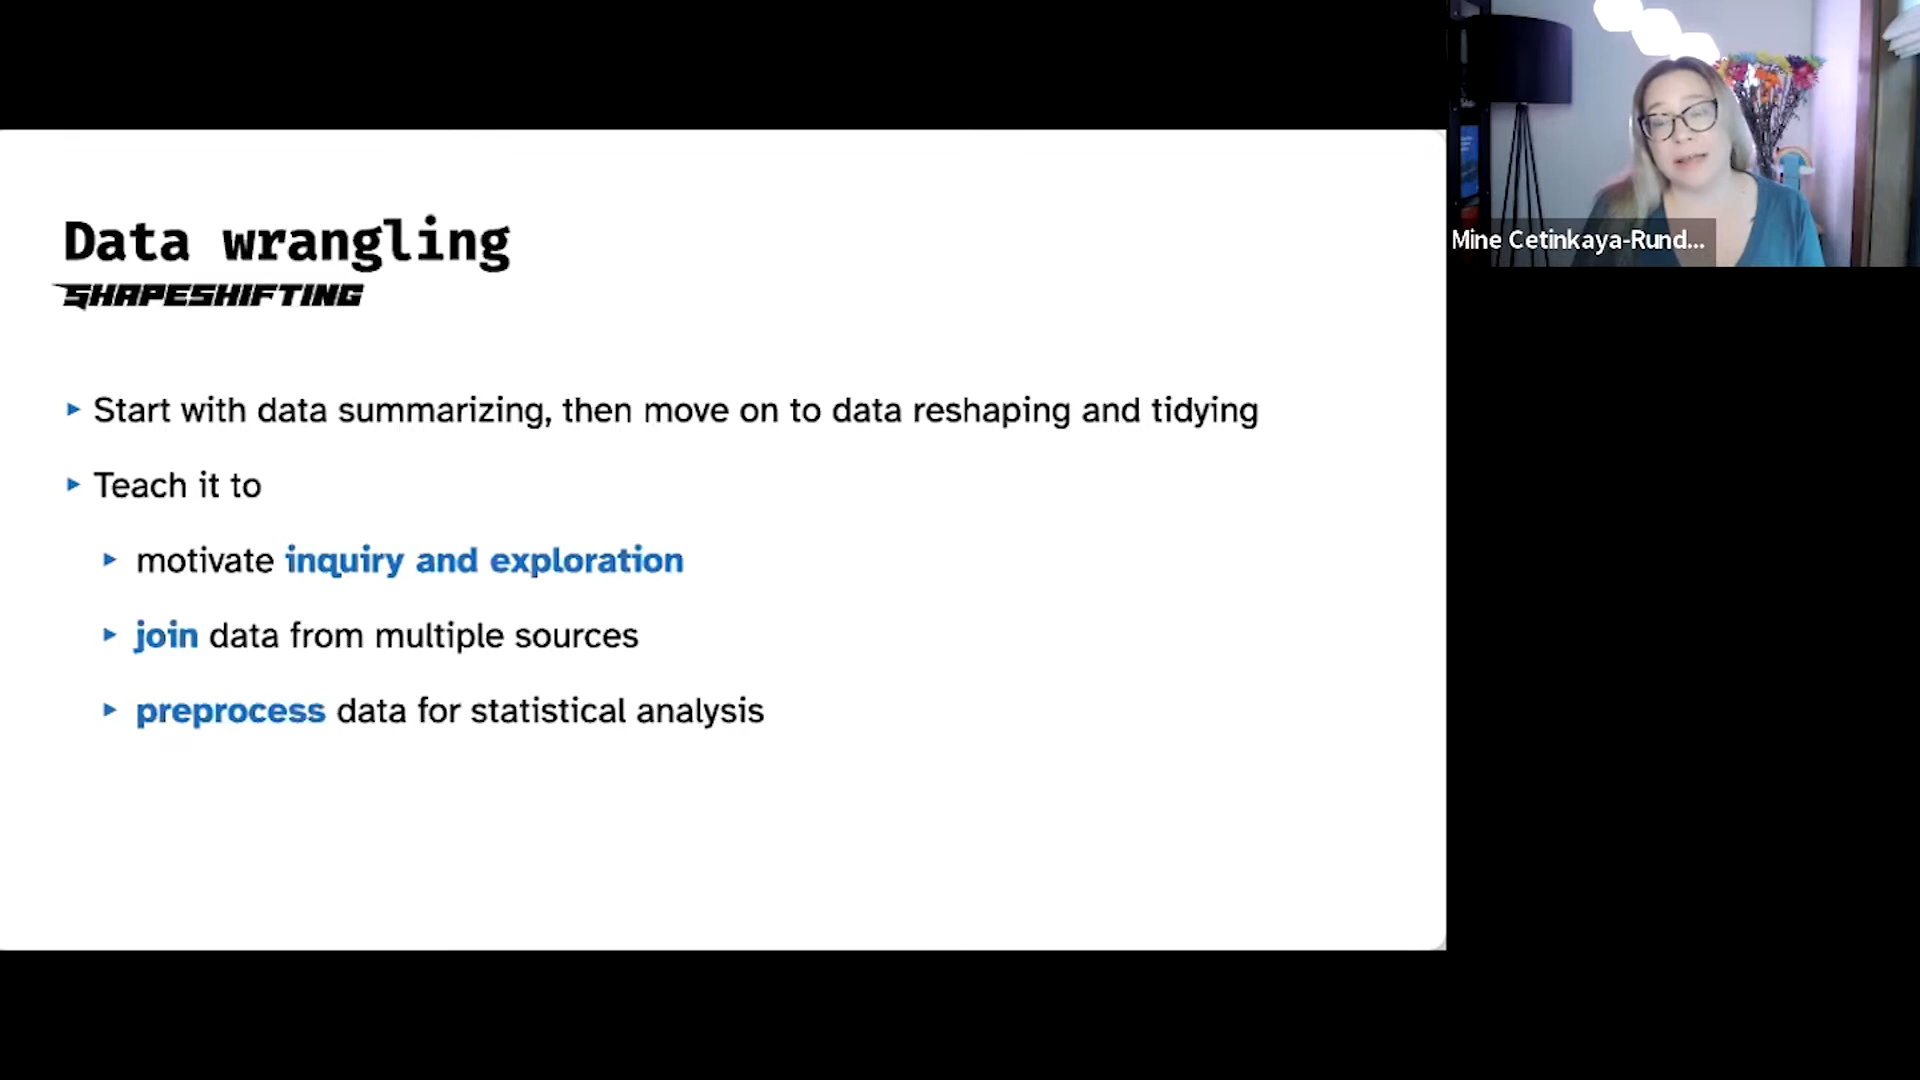 Data wrangling
SHAPESHIFTING
Start with data summarizing, then move on to data reshaping and tidying
Teach it to
motivate inquiry and exploration
join data from multiple sources
preprocess data for statistical analysis
Mine Cetinkaya-Rund...